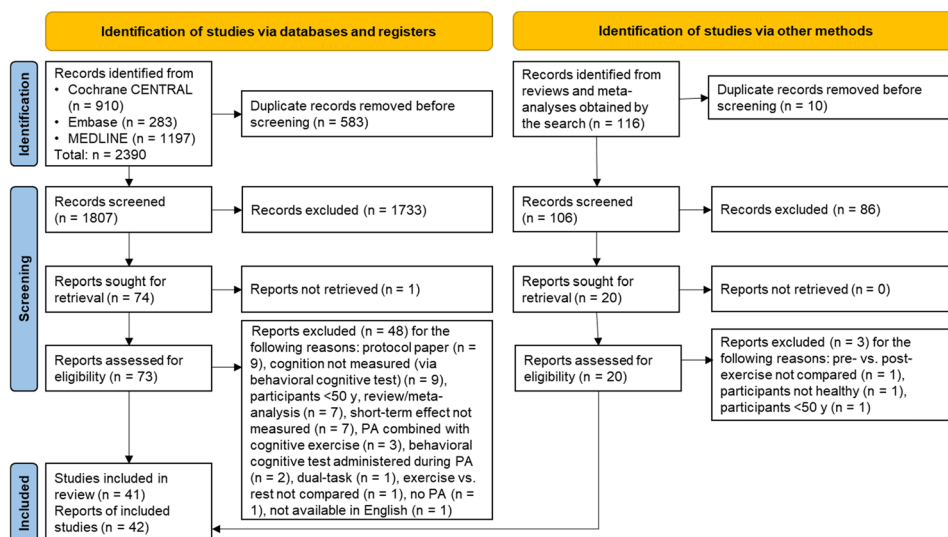 Identification of studies via databases and registers
Identification of studies via other methods
Identification
Records identified from
• Cochrane CENTRAL
(n = 910)
• Embase (n = 283)
• MEDLINE (n = 1197)
Total: n = 2390
Duplicate records removed before
screening (n = 583)
Records identified from
reviews and meta-
analyses obtained by
the search (n = 116)
Duplicate records removed before
screening (n = 10)
Screening
Records screened
(n = 1807)
Records excluded (n = 1733)
Records screened
(n = 106)
Records excluded (n = 86)
Reports sought for
retrieval (n = 74)
Reports not retrieved (n = 1)
Reports sought for
retrieval (n = 20)
Reports not retrieved (n = 0)
Reports assessed for
eligibility (n = 73)
Reports excluded (n = 48) for the
following reasons: protocol paper (n =
9), cognition not measured (via
behavioral cognitive test) (n = 9),
participants <50 y, review/meta-
analysis (n = 7), short-term effect not
measured (n = 7), PA combined with
cognitive exercise (n = 3), behavioral
cognitive test administered during PA
(n = 2), dual-task (n = 1), exercise vs.
rest not compared (n = 1), no PA (n =
1), not available in English (n = 1)
Reports assessed for
eligibility (n = 20)
Reports excluded (n = 3) for the
following reasons: pre- vs. post-
exercise not compared (n = 1),
participants not healthy (n = 1),
participants <50 y (n = 1)
Included
Studies included in
review (n = 41)
Reports of included
studies (n = 42)